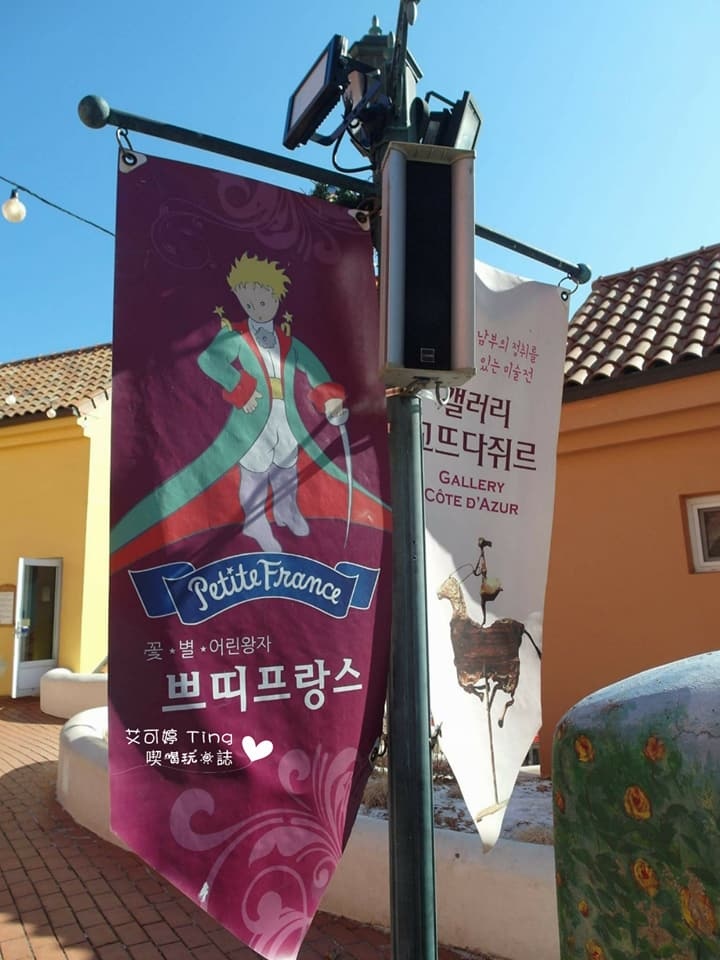 Petite France
꽃★별★어린왕자
쁘띠프랑스
艾可婷 Ting
喫喝玩樂誌
남부의 정취를
있는 미술전
갤러리
꼬뜨다쥐르
GALLERY
CÔTE D'AZUR